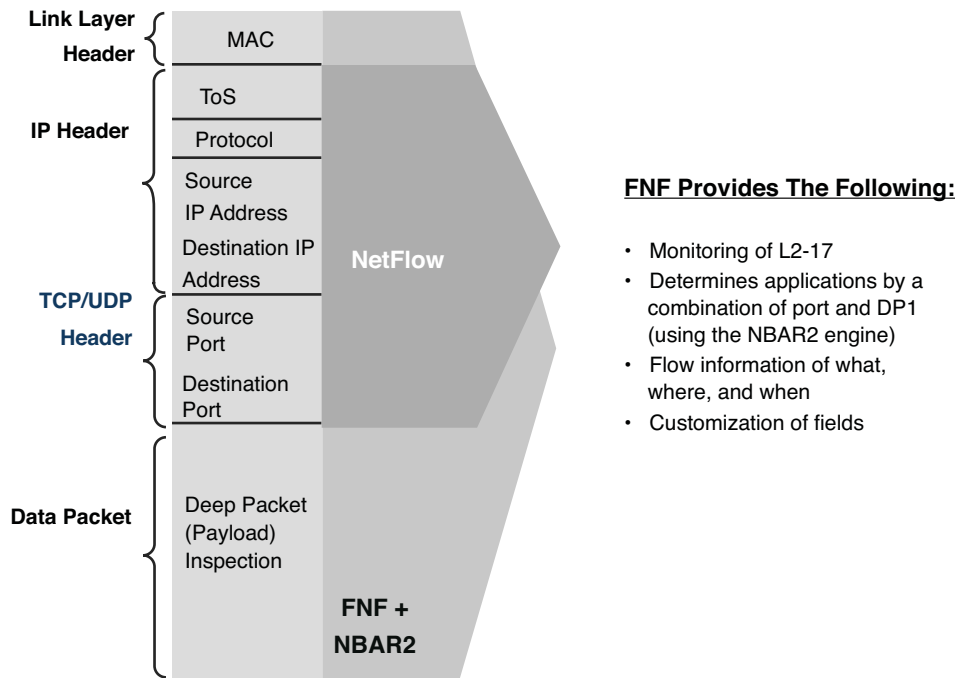 Link Layer
Header
MAC
IP Header
ToS
Protocol
Source
IP Address
Destination IP
Address
TCP/UDP
Header
Source
Port
Destination
Port
Data Packet
Deep Packet
(Payload)
Inspection
NetFlow
FNF +
NBAR2
FNF Provides The Following:
• Monitoring of L2-17
• Determines applications by a
combination of port and DP1
(using the NBAR2 engine)
• Flow information of what,
where, and when
• Customization of fields